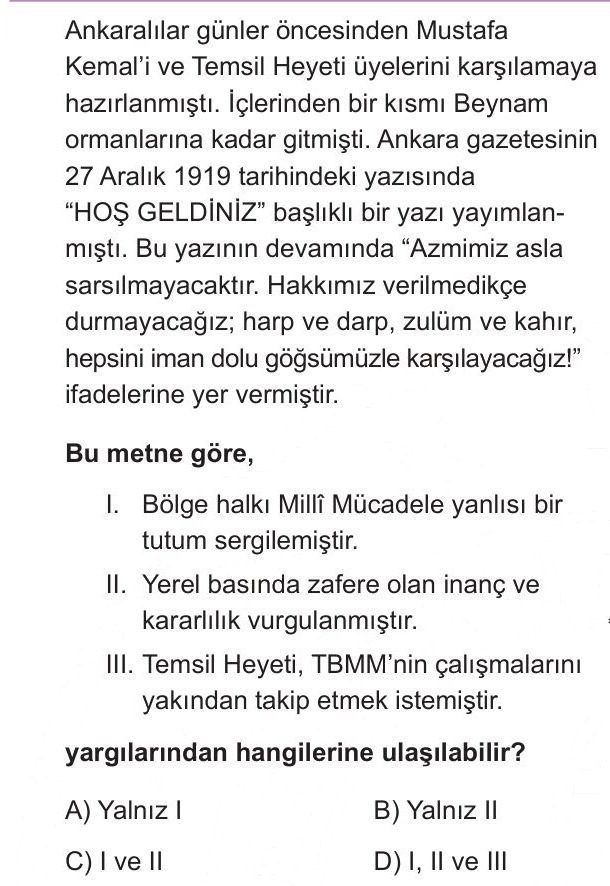 Ankaralılar günler öncesinden Mustafa
Kemal’i ve Temsil Heyeti üyelerini karşılamaya
hazırlanmıştı. İçlerinden bir kısmı Beynam
ormanlarına kadar gitmişti. Ankara gazetesinin
27 Aralık 1919 tarihindeki yazısında
“HOŞ GELDİNİZ” başlıklı bir yazı yayımlan-
mıştı. Bu yazının devamında “Azmimiz asla
sarsılmayacaktır. Hakkımız verilmedikçe
durmayacağız; harp ve darp, zulüm ve kahır,
hepsini iman dolu göğsümüzle karşılayacağız!”
ifadelerine yer vermiştir.
Bu metne göre,
I. Bölge halkı Millî Mücadele yanlısı bir
tutum sergilemiştir.
II. Yerel basında zafere olan inanç ve
kararlılık vurgulanmıştır.
III. Temsil Heyeti, TBMM’nin çalışmalarını
yakından takip etmek istemiştir.
yargılarından hangilerine ulaşılabilir?
A) Yalnız I B) Yalnız II
C) I ve II D) I, II ve III